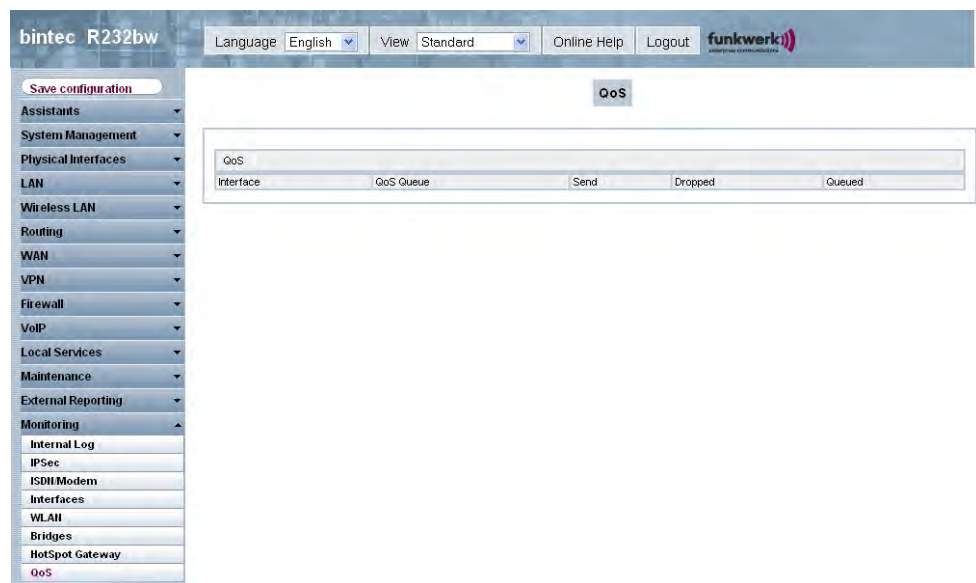 bintec R232bw
Language English View Standard Online Help Logout funkwerk
Save configuration
QoS
Assistants
System Management
Physical Interfaces
LAN
Wireless LAN
Routing
WAN
VPN
Firewall
VoIP
Local Services
Maintenance
External Reporting
Monitoring
Internal Log
IPSec
ISDN/Modem
Interfaces
WLAN
Bridges
HotSpot Gateway
QoS
QoS
Interface QoS Queue Send Dropped Queued